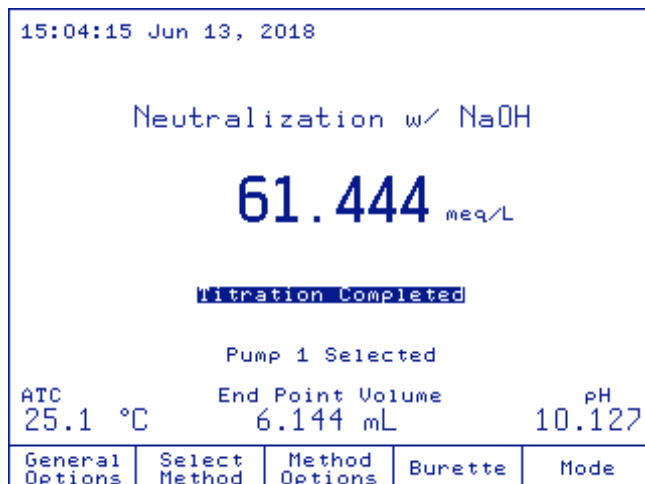 15:04:15 Jun 13, 2018
Neutralization w/ NaOH
61.444 meq/L
Titration Completed
Pump 1 Selected
ATC End Point Volume pH
25.1 °C 6.144 mL 10.127
General Select Method Burette Mode
Options Method Options